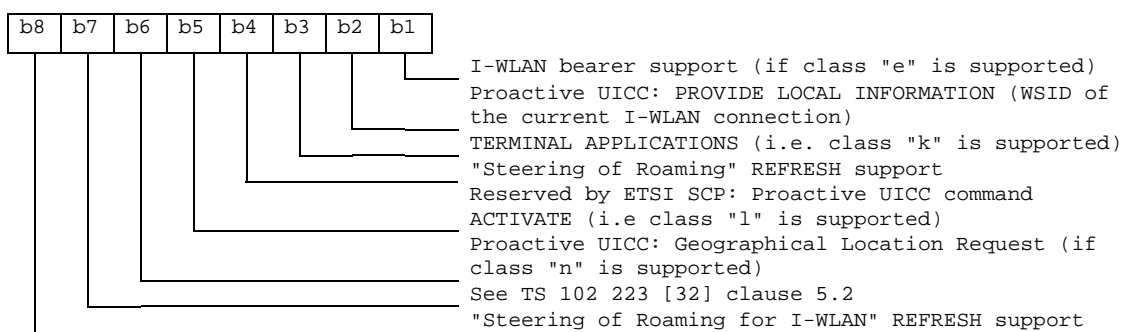 b8 b7 b6 b5 b4 b3 b2 b1
I-WLAN bearer support (if class "e" is supported)
Proactive UICC: PROVIDE LOCAL INFORMATION (WSID of
the current I-WLAN connection)
TERMINAL APPLICATIONS (i.e. class "k" is supported)
"Steering of Roaming" REFRESH support
Reserved by ETSI SCP: Proactive UICC command
ACTIVATE (i.e class "l" is supported)
Proactive UICC: Geographical Location Request (if
class "n" is supported)
See TS 102 223 [32] clause 5.2
"Steering of Roaming for I-WLAN" REFRESH support